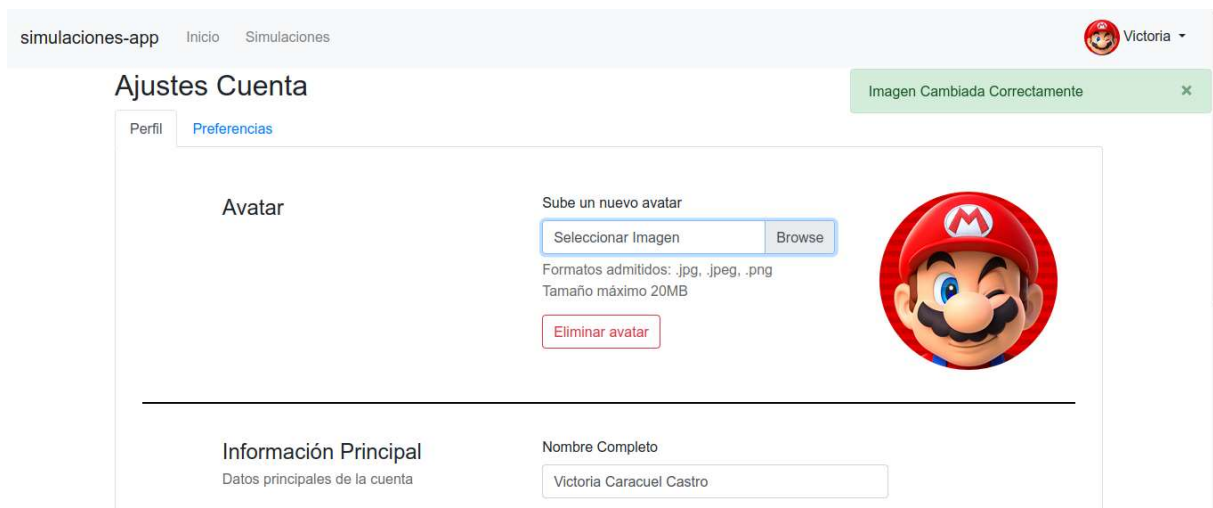 simulaciones-app Inicio Simulaciones Victoria
Ajustes Cuenta
Imagen Cambiada Correctamente ×
Perfil Preferencias
Avatar
Sube un nuevo avatar
Seleccionar Imagen Browse
Formatos admitidos: .jpg, .jpeg, .png
Tamaño máximo 20MB
Eliminar avatar
M
Información Principal
Datos principales de la cuenta
Nombre Completo
Victoria Caracuel Castro